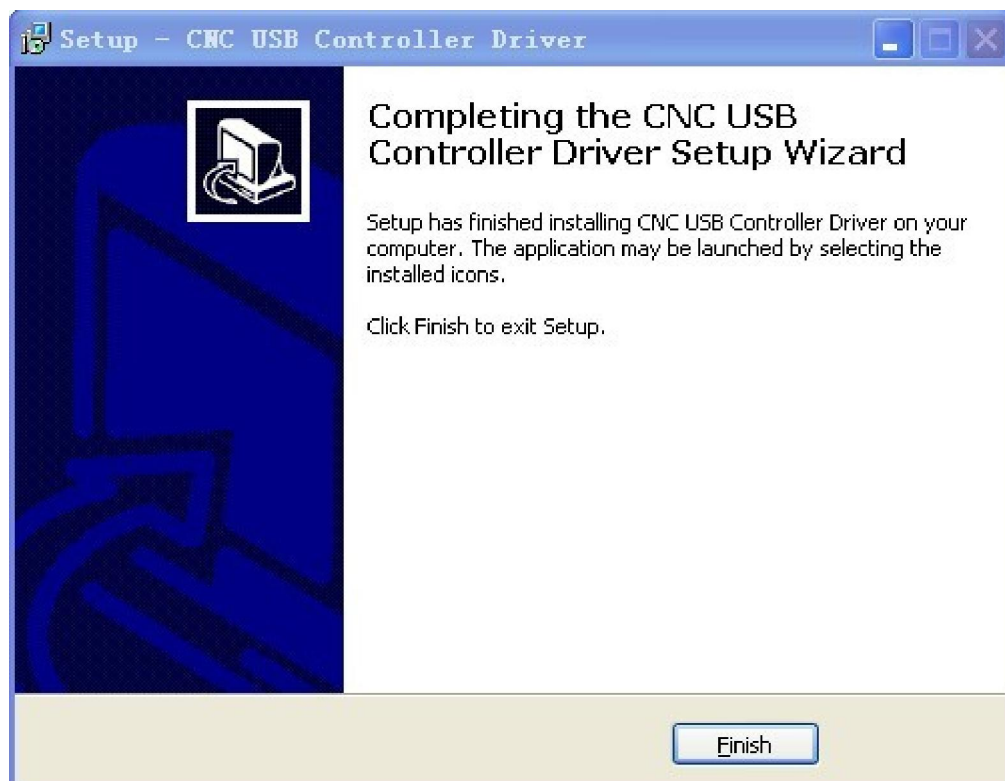 Setup - CNC USB Controller Driver
Completing the CNC USB
Controller Driver Setup Wizard
Setup has finished installing CNC USB Controller Driver on your
computer. The application may be launched by selecting the
installed icons.
Click Finish to exit Setup.
Finish